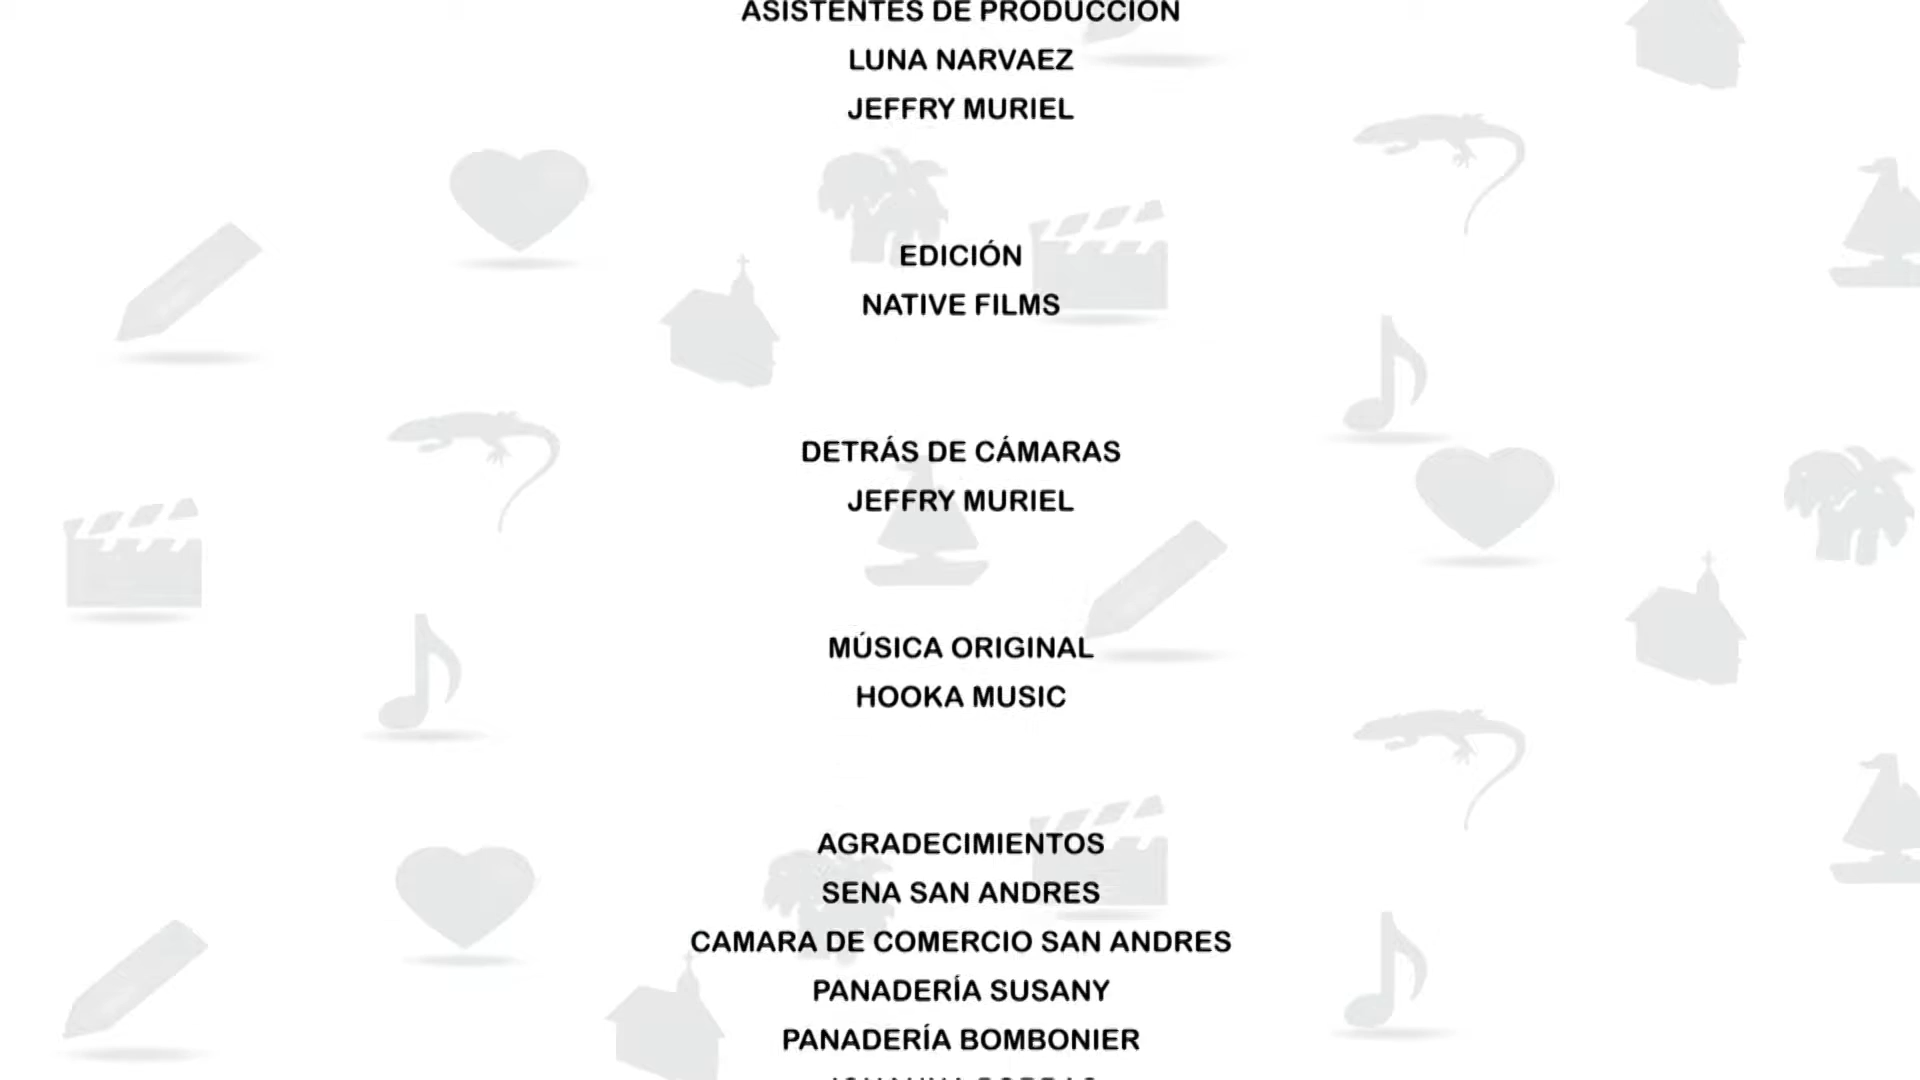 ASISTENTES DE PRODUCCIÓN
LUNA NARVAEZ
JEFFRY MURIEL
EDICIÓN
NATIVE FILMS
DETRÁS DE CÁMARAS
JEFFRY MURIEL
MÚSICA ORIGINAL
HOOKA MUSIC
AGRADECIMIENTOS
SENA SAN ANDRES
CAMARA DE COMERCIO SAN ANDRES
PANADERÍA SUSANY
PANADERÍA BOMBONIER